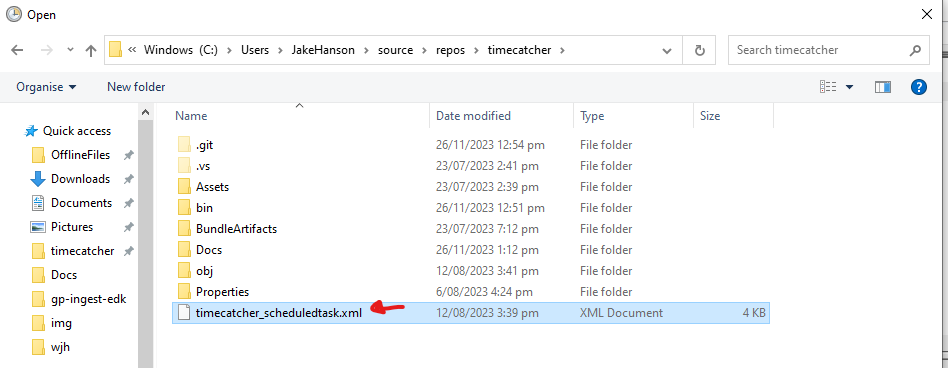 Open
Windows (C:) Users JakeHanson source repos timecatcher
Search timecatcher
Organise New folder
Name Date modified Type Size
Quick access
OfflineFiles
Downloads
Documents
Pictures
timecatcher
Docs
gp-ingest-edk
img
wjh
.git 26/11/2023 12:54 pm File folder
.vs 23/07/2023 2:41 pm File folder
Assets 23/07/2023 2:39 pm File folder
bin 26/11/2023 12:51 pm File folder
BundleArtifacts 23/07/2023 7:12 pm File folder
Docs 26/11/2023 1:12 pm File folder
obj 12/08/2023 3:41 pm File folder
Properties 6/08/2023 4:24 pm File folder
timecatcher_scheduledtask.xml 12/08/2023 3:39 pm XML Document 4 KB